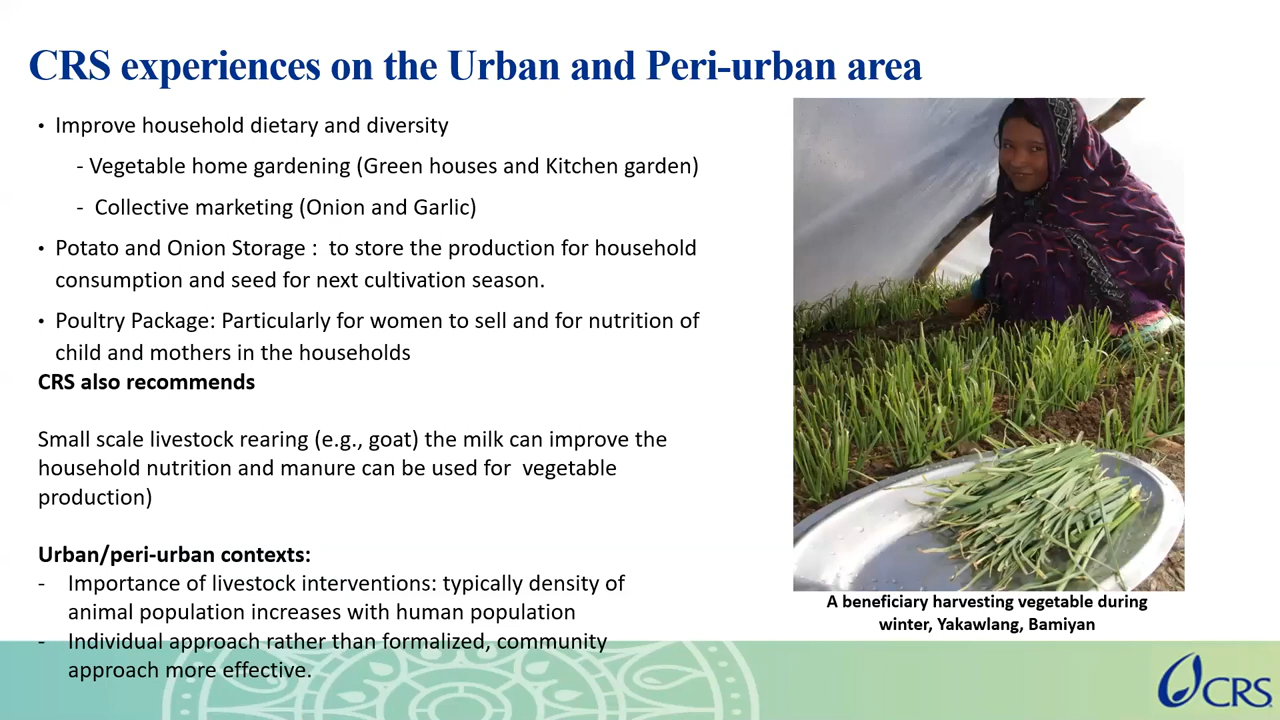 CRS experiences on the Urban and Peri-urban area
• Improve household dietary and diversity
- Vegetable home gardening (Green houses and Kitchen garden)
- Collective marketing (Onion and Garlic)
• Potato and Onion Storage : to store the production for household
consumption and seed for next cultivation season.
• Poultry Package: Particularly for women to sell and for nutrition of
child and mothers in the households
CRS also recommends
Small scale livestock rearing (e.g., goat) the milk can improve the
household nutrition and manure can be used for vegetable
production)
Urban/peri-urban contexts:
- Importance of livestock interventions: typically density of
animal population increases with human population
- Individual approach rather than formalized, community
approach more effective.
A beneficiary harvesting vegetable during
winter, Yakawlang, Bamiyan
CRS